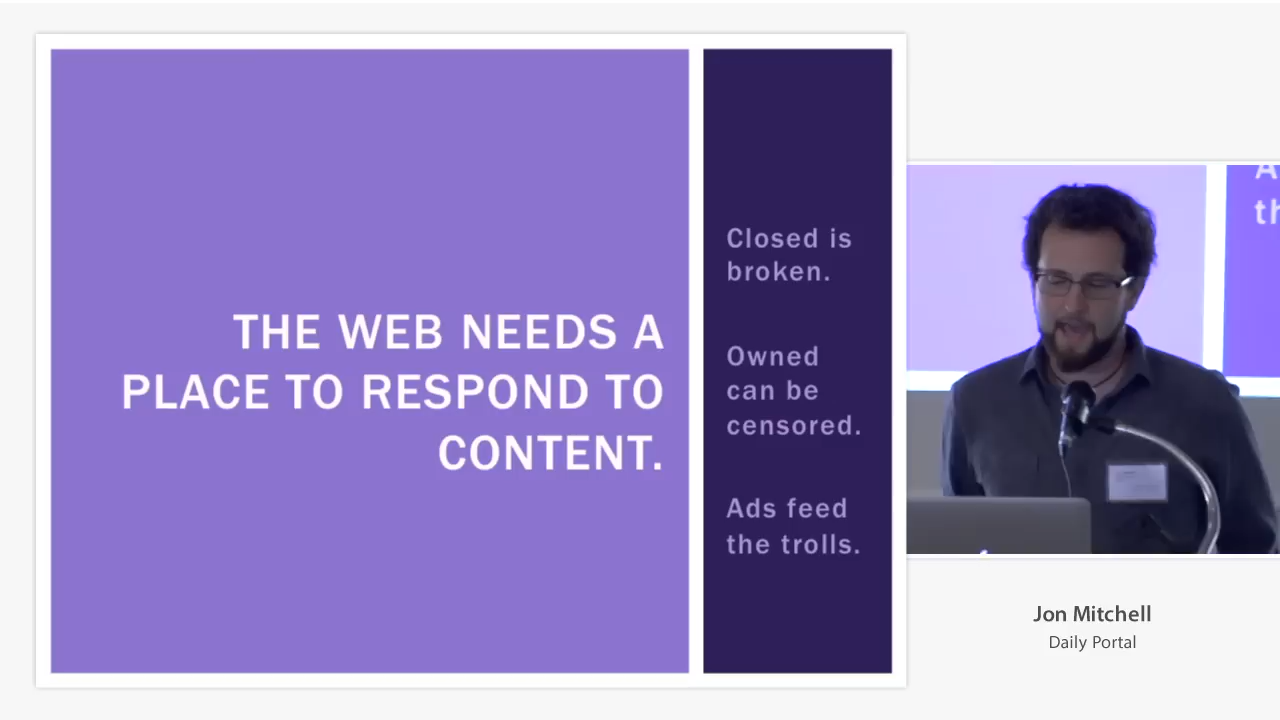 THE WEB NEEDS A
PLACE TO RESPOND TO
CONTENT.
Closed is
broken.
Owned
can be
censored.
Ads feed
the trolls.
A
th
Jon Mitchell
Daily Portal